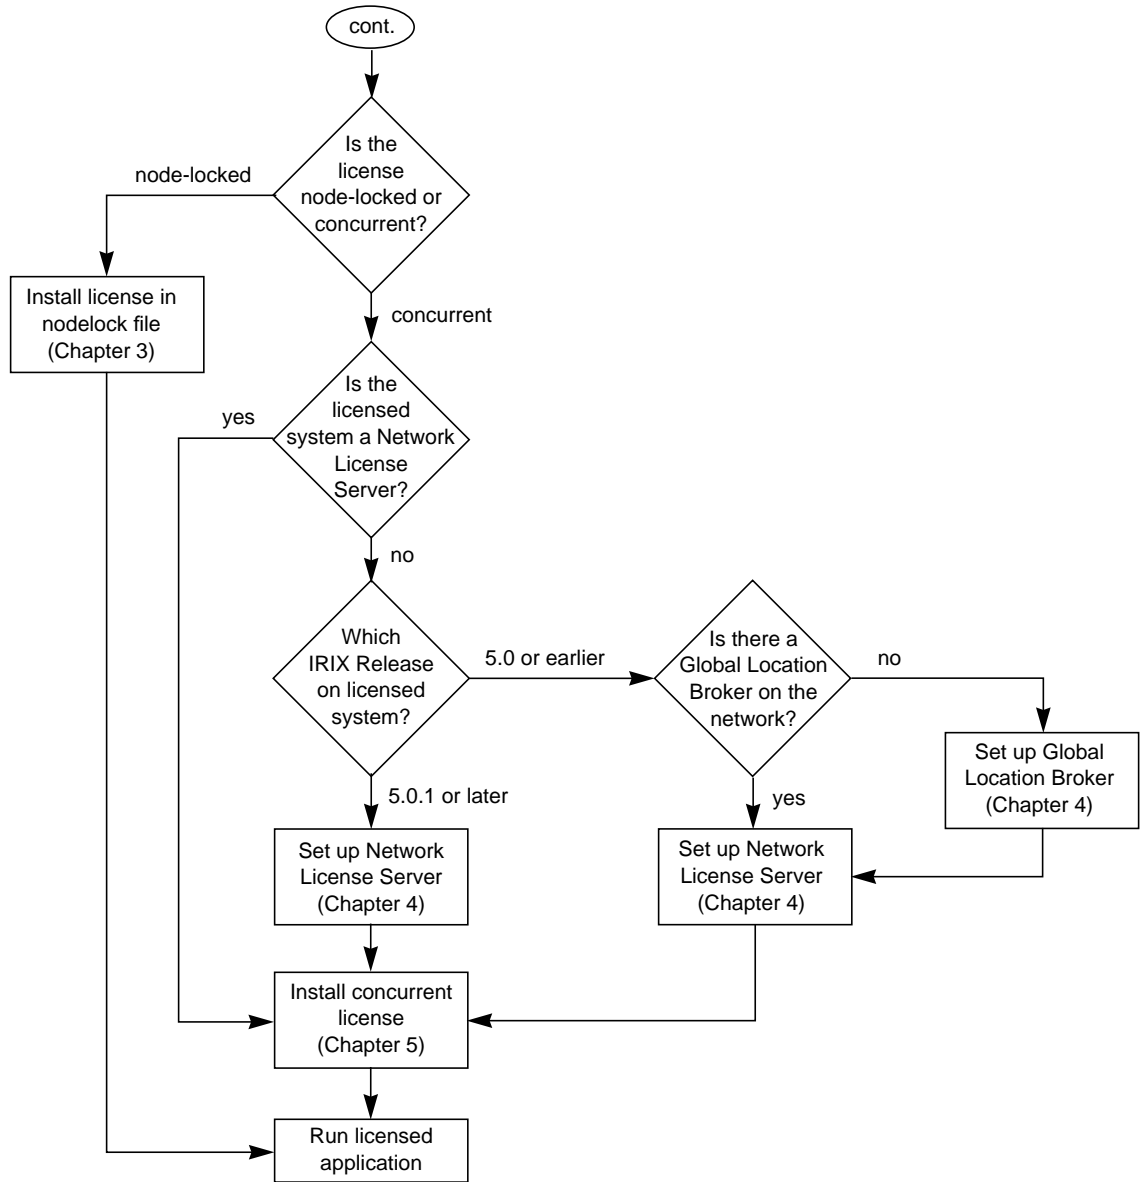 cont.
Is the
license
node-locked or
concurrent?
node-locked
Install license in
nodelock file
(Chapter 3)
concurrent
Is the
licensed
system a Network
License
Server?
yes
no
Which
IRIX Release
on licensed
system?
5.0 or earlier
Is there a
Global Location
Broker on the
network?
no
Set up Global
Location Broker
(Chapter 4)
5.0.1 or later
yes
Set up Network
License Server
(Chapter 4)
Set up Network
License Server
(Chapter 4)
Install concurrent
license
(Chapter 5)
Run licensed
application